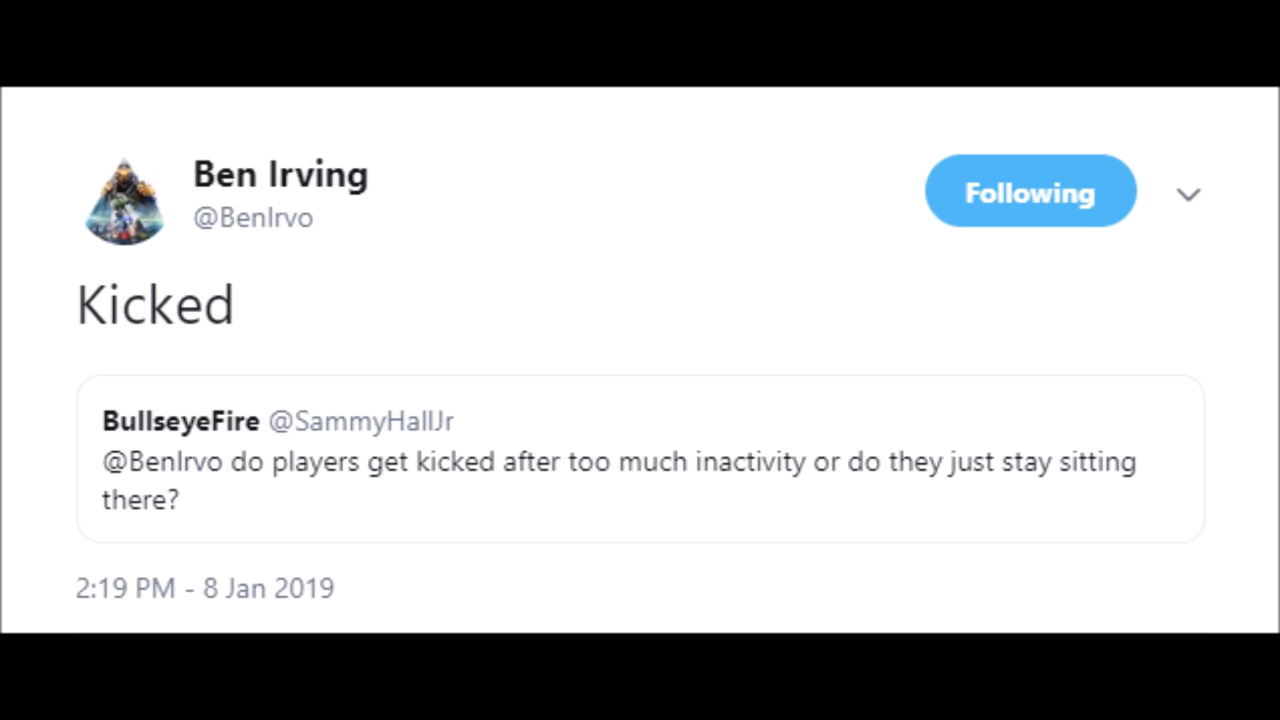 Ben Irving
@BenIrvo
Following
Kicked
BullseyeFire @SammyHallJr
@BenIrvo do players get kicked after too much inactivity or do they just stay sitting
there?
2:19 PM - 8 Jan 2019